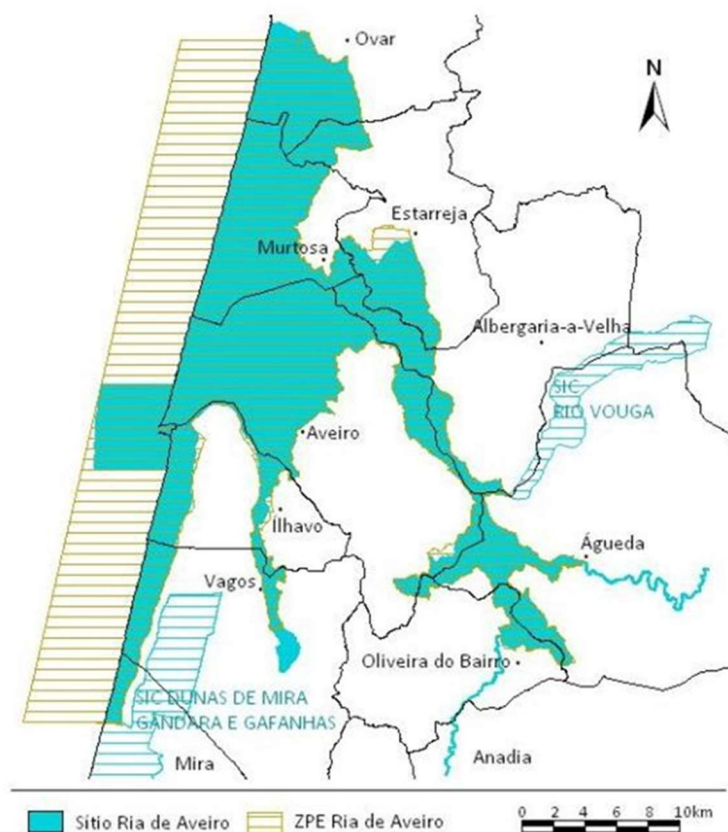 Ovar
N
Estarreja
Murtosa
Albergaria-a-Velha
SIC
RIO VOUGA
Aveiro
Ílhavo
Águeda
Vagos
Oliveira do Bairro
SIC DUNAS DE MIRA
GÂNDARA E GAFANHAS
Mira
Anadia
Sítio Ria de Aveiro
ZPE Ria de Aveiro
0 2 4 6 8 10km